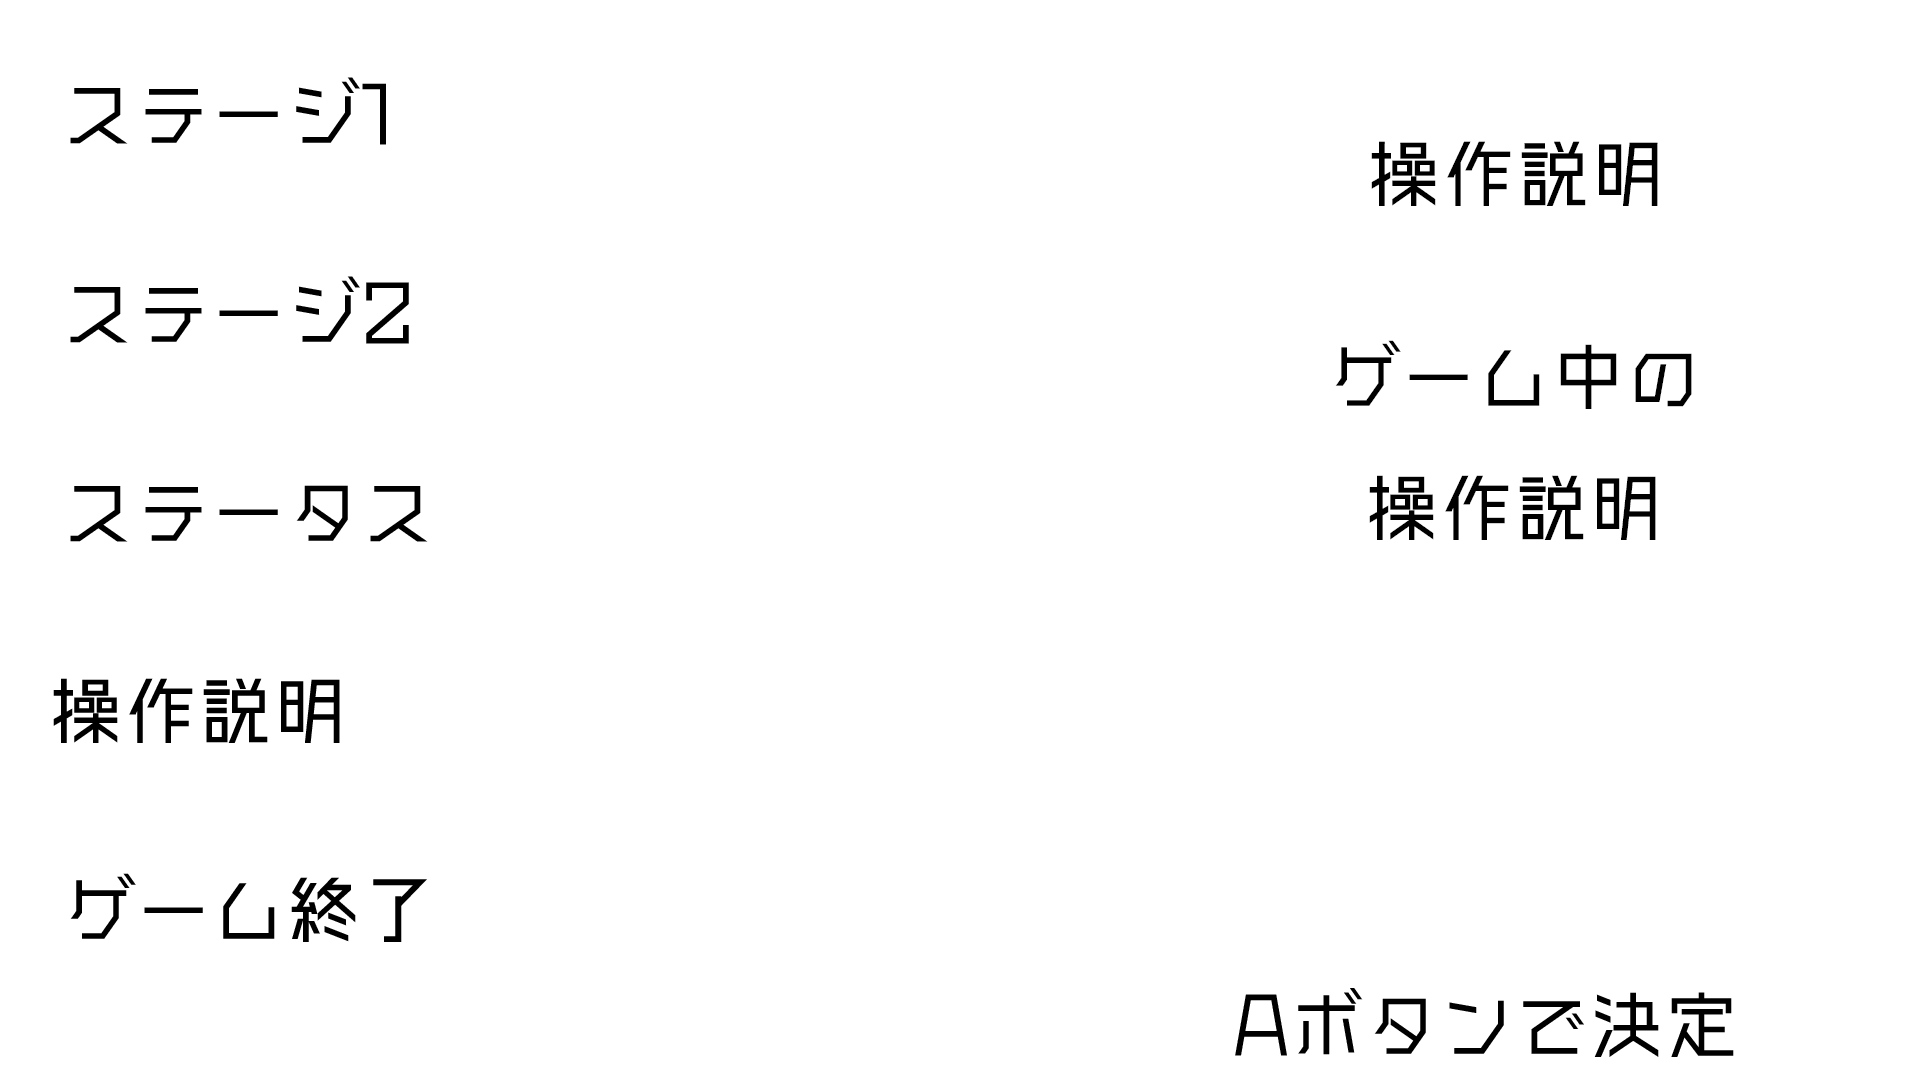 ステージ1
ステージ2
ステータス
操作説明
ゲーム終了
操作説明
ゲーム中の
操作説明
Aボタンで決定